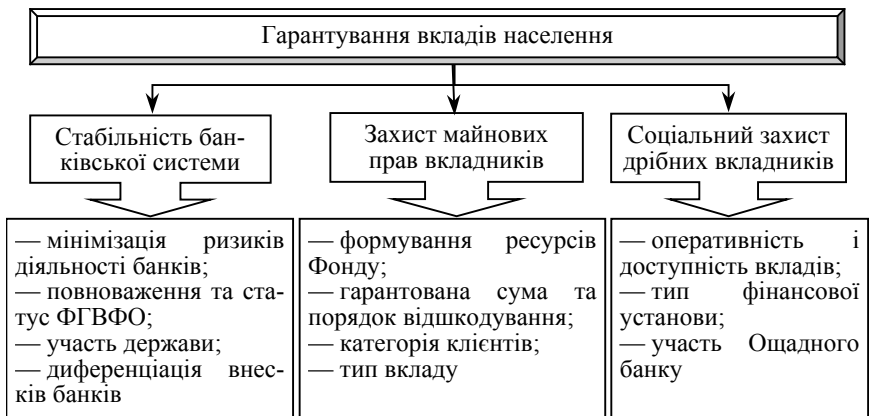 Гарантування вкладів населення
Стабільність бан-
ківської системи
Захист майнових
прав вкладників
Соціальний захист
дрібних вкладників
— мінімізація ризиків
діяльності банків;
— повноваження та ста-
тус ФГВФО;
— участь держави;
— диференціація внес-
ків банків
— формування ресурсів
Фонду;
— гарантована сума та
порядок відшкодування;
— категорія клієнтів;
— тип вкладу
— оперативність і
доступність вкладів;
— тип фінансової
установи;
— участь Ощадного
банку